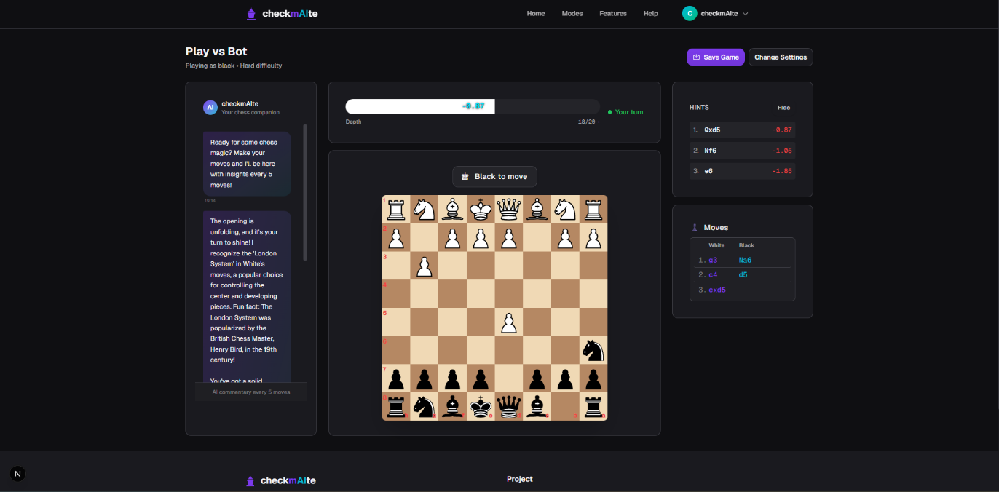 checkmAIte
Home Modes Features Help
C checkmAIte
Play vs Bot
Playing as black • Hard difficulty
Save Game
Change Settings
AI
checkmAIte
Your chess companion
Ready for some chess
magic? Make your
moves and I'll be here
with insights every 5
moves!
19:14
The opening is
unfolding, and it's your
turn to shine! I
recognize the 'London
System' in White's
moves, a popular choice
for controlling the
center and developing
pieces. Fun fact: The
London System was
popularized by the
British Chess Master,
Henry Bird, in the 19th
century!
You've got a solid
AI commentary every 5 moves
-0.87
Depth
18/20
Your turn
Black to move
1
2
3
4
5
6
7
8
g e d b a
HINTS
Hide
1. Qxd5 -0.87
2. Nf6 -1.05
3. e6 -1.85
Moves
White Black
1. g3 Na6
2. c4 d5
3. cxd5
N
checkmAIte
Project